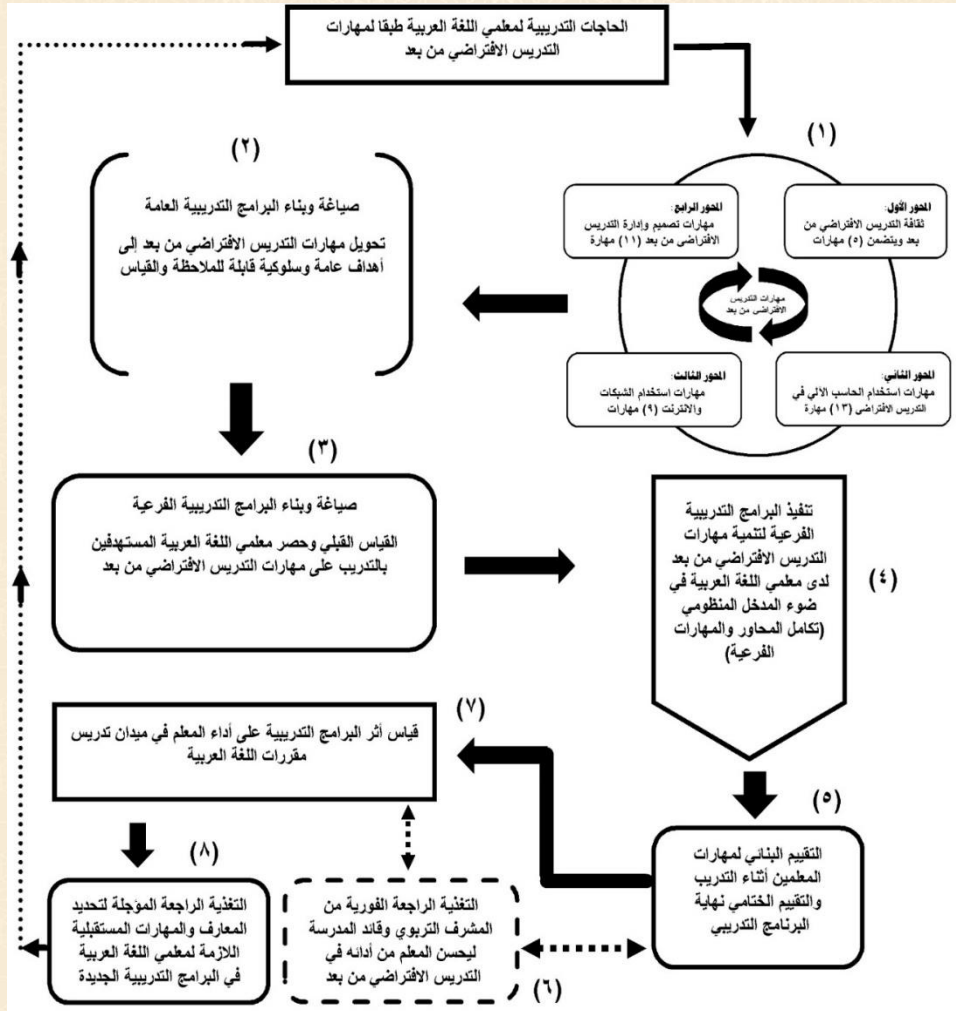 الحاجات التدريبية لمعلمي اللغة العربية طبقا لمهارات
التدريس الافتراضي من بعد
(١)
المحور الأول:
ثقافة التدريس الافتراضي من
بعد ويتضمن (٥) مهارات
المحور الرابع:
مهارات تصميم وإدارة التدريس
الافتراضي من بعد (١١) مهارة
مهارات التدريس
الافتراضي من بعد
المحور الثاني:
مهارات استخدام الحاسب الآلي في
التدريس الافتراضي (١٣) مهارة
المحور الثالث:
مهارات استخدام الشبكات
والانترنت (٩) مهارات
(٢)
صياغة وبناء البرامج التدريبية العامة
تحويل مهارات التدريس الافتراضي من بعد إلى
أهداف عامة وسلوكية قابلة للملاحظة والقياس
(٣)
صياغة وبناء البرامج التدريبية الفرعية
القياس القبلي وحصر معلمي اللغة العربية المستهدفين
بالتدريب على مهارات التدريس الافتراضي من بعد
(٤)
تنفيذ البرامج التدريبية
الفرعية لتنمية مهارات
التدريس الافتراضي من بعد
لدى معلمي اللغة العربية في
ضوء المدخل المنظومي
(تكامل المحاور والمهارات
الفرعية)
(٥)
التقييم البنائي لمهارات
المعلمين أثناء التدريب
والتقييم الختامي نهاية
البرنامج التدريبي
(٦)
التغذية الراجعة الفورية من
المشرف التربوي وقائد المدرسة
ليحسن المعلم من أدائه في
التدريس الافتراضي من بعد
(٧)
قياس أثر البرامج التدريبية على أداء المعلم في ميدان تدريس
مقررات اللغة العربية
(٨)
التغذية الراجعة المؤجلة لتحديد
المعارف والمهارات المستقبلية
اللازمة لمعلمي اللغة العربية
في البرامج التدريبية الجديدة